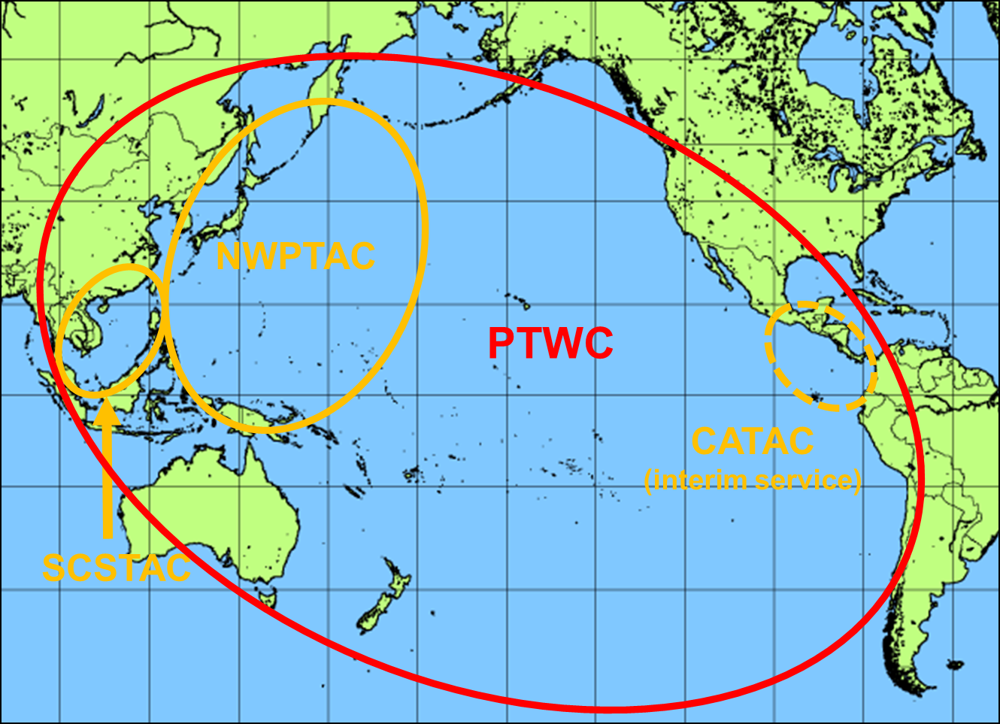 NWPTAC
PTWC
CATAC
(interim service)
SCSTAC